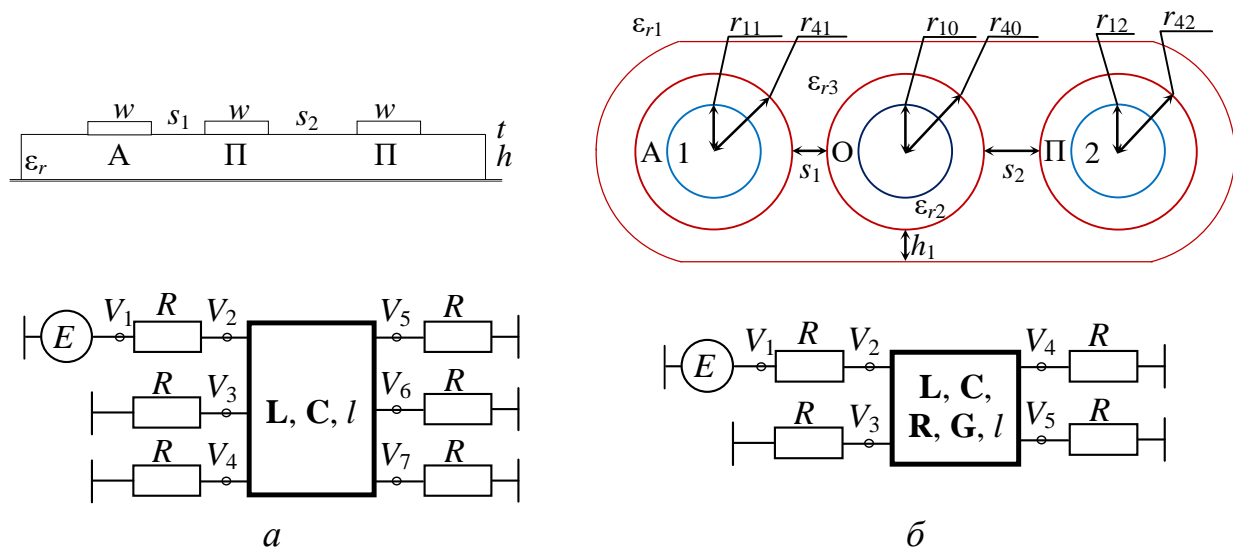 w s₁ w s₂ w
t
εr А П П h
V₁ R V₂ V₅ R
E
R V₃ V₆ R
L, C, l
R V₄ V₇ R
а
εr1 r11 r41 r10 r40 r12 r42
εr3
А 1 О П 2
s₁ s₂
εr2
h₁
V₁ R V₂ V₄ R
E
L, C,
R V₃ R, G, l V₅ R
б